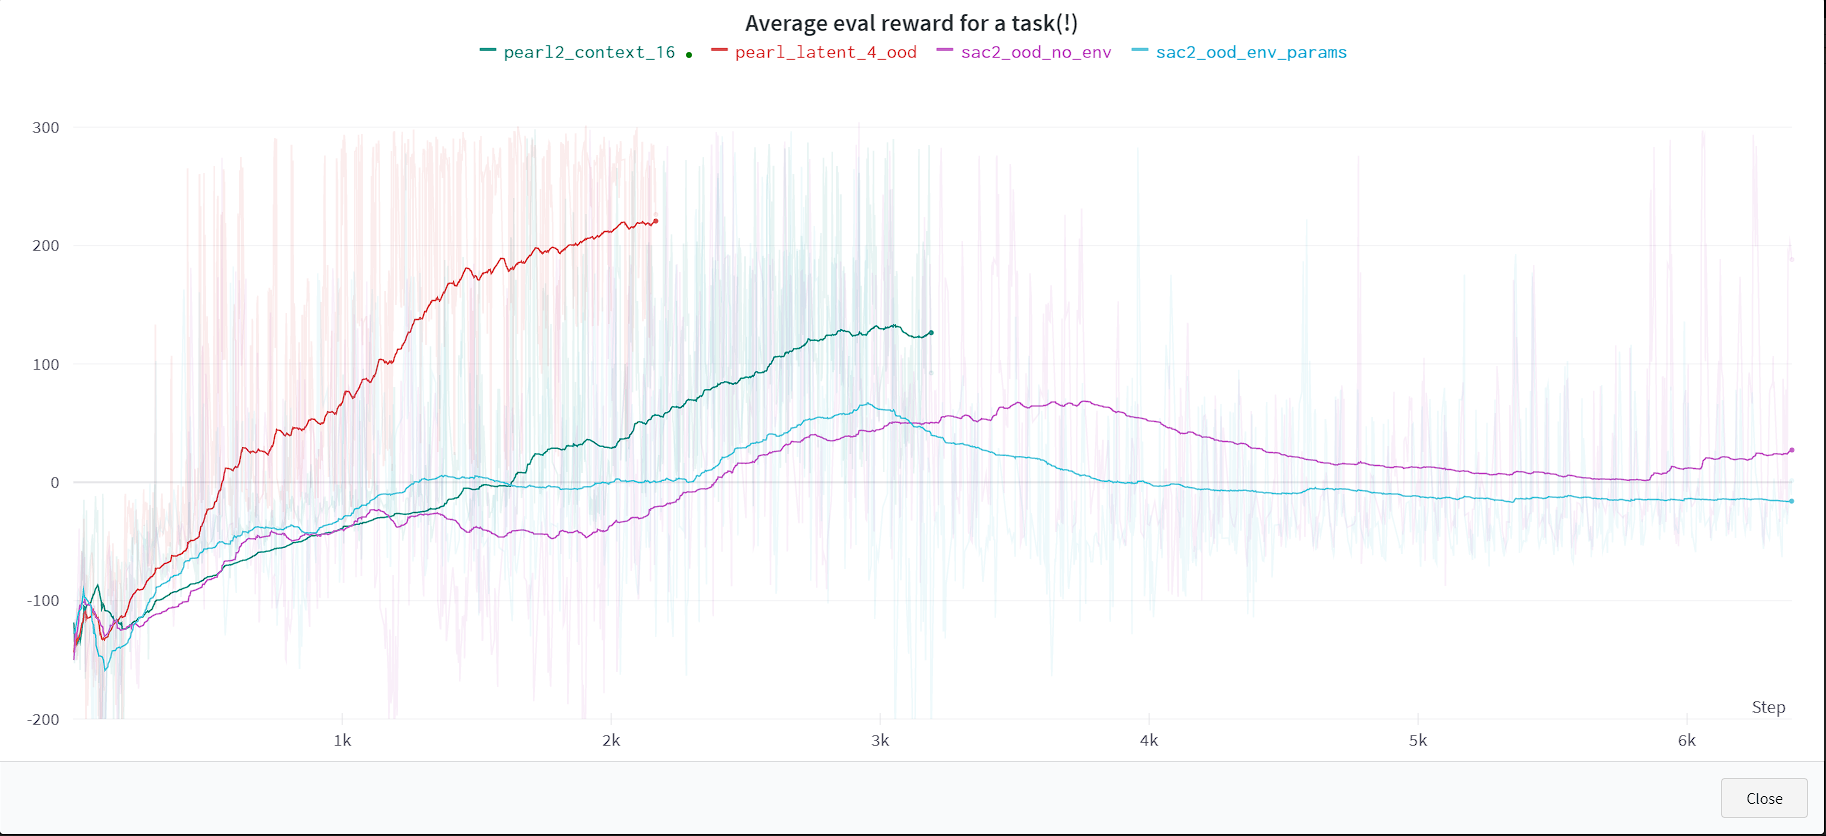 Average eval reward for a task(!)
pearl2_context_16 pearl_latent_4_ood sac2_ood_no_env sac2_ood_env_params
300
200
100
0
-100
-200
Step
1k 2k 3k 4k 5k 6k
Close